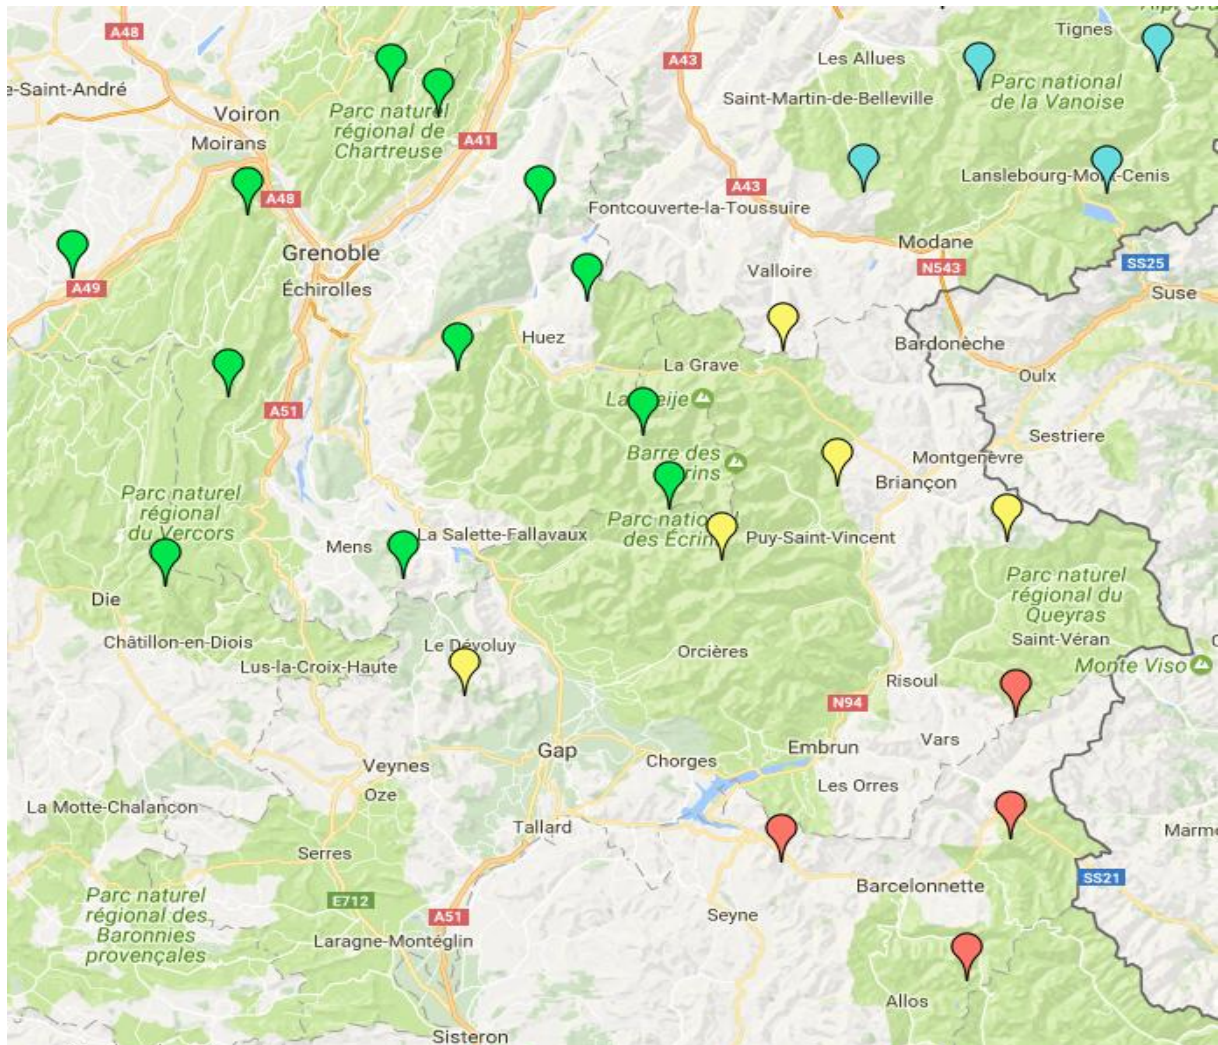 A48
Tignes
Les Allues
A43
e-Saint-André
Parc national
de la Vanoise
Saint-Martin-de-Belleville
Voiron
Parc naturel
régional de
Chartreuse
Moirans
A41
A43
Lanslebourg-Mont-Cenis
A48
Fontcouverte-la-Toussuire
Grenoble
Modane
A49
Échirolles
Valloire
N543
SS25
Suse
Huez
Bardonèche
La Grave
Oulx
A51
Barre des
Sestriere
Montgenèvre
Briançon
Parc naturel
régional
du Vercors
Parc national
des Écrins
La Salette-Fallavaux
Mens
Puy-Saint-Vincent
Parc naturel
régional du
Queyras
Die
Châtillon-en-Diois
Le Dévoluy
Orcières
Saint-Véran
Lus-la-Croix-Haute
Monte Viso
Risoul
N94
Vars
Gap
Embrun
Veynes
Chorges
Oze
Les Orres
La Motte-Chalancon
Tallard
Marm
Serres
Barcelonnette
SS21
Parc naturel
régional des
Baronnies
provençales
E712
A51
Seyne
Laragne-Montéglin
Allos
Sisteron